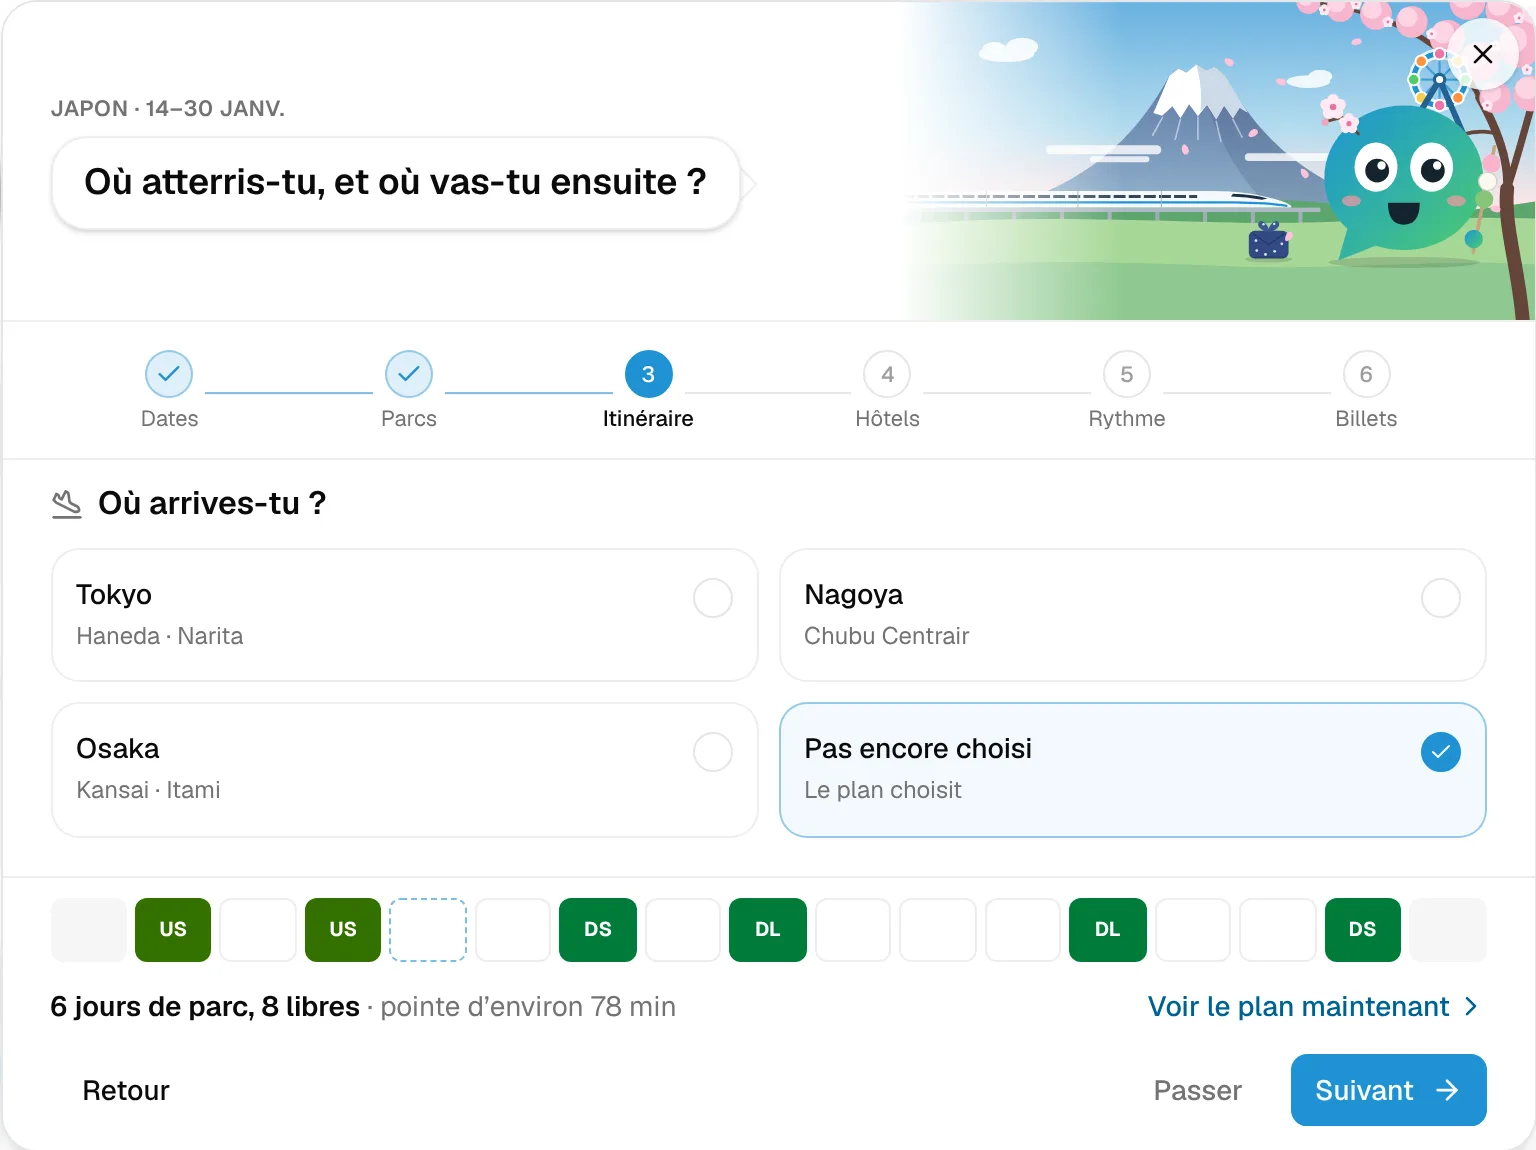 JAPON · 14–30 JANV.
Où atterris-tu, et où vas-tu ensuite ?
3
4
5
6
Dates
Parcs
Itinéraire
Hôtels
Rythme
Billets
Où arrives-tu ?
Tokyo
Haneda · Narita
Nagoya
Chubu Centrair
Osaka
Kansai · Itami
Pas encore choisi
Le plan choisit
US
US
DS
DL
DL
DS
6 jours de parc, 8 libres · pointe d’environ 78 min
Voir le plan maintenant
Retour
Passer
Suivant